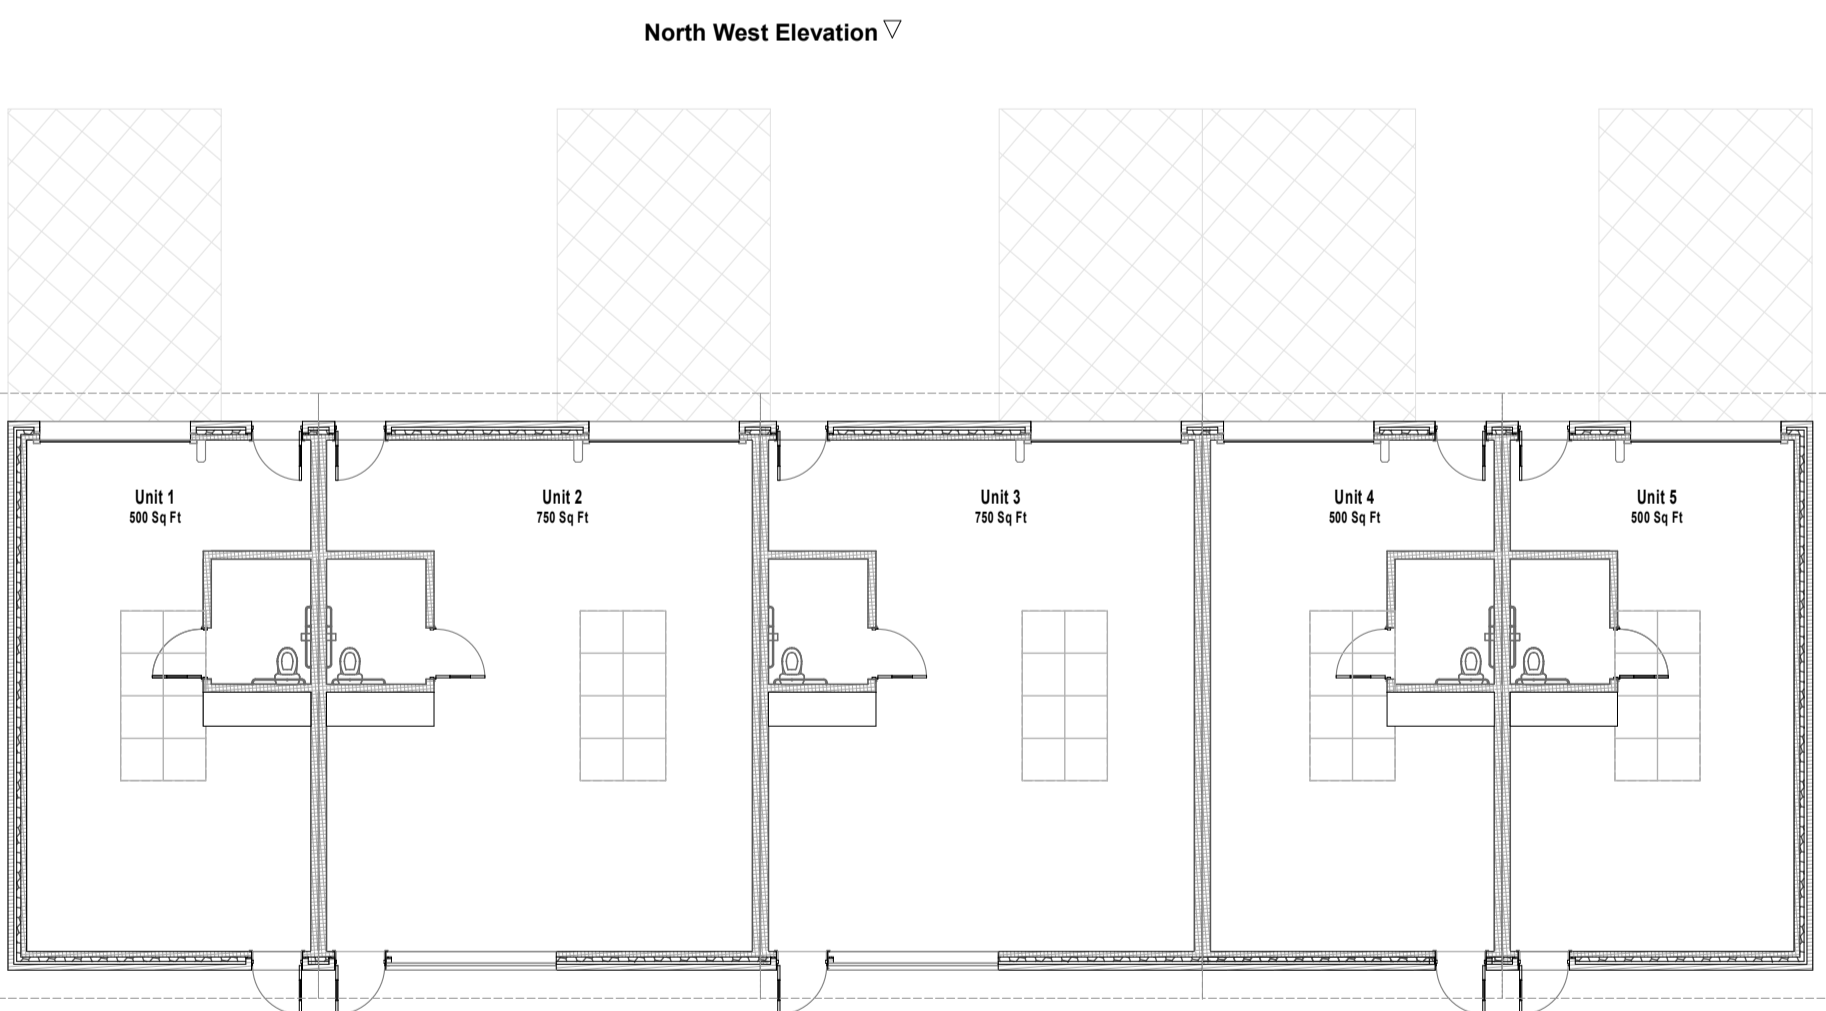 North West Elevation
Unit 1
500 Sq Ft
Unit 2
750 Sq Ft
Unit 3
750 Sq Ft
Unit 4
500 Sq Ft
Unit 5
500 Sq Ft